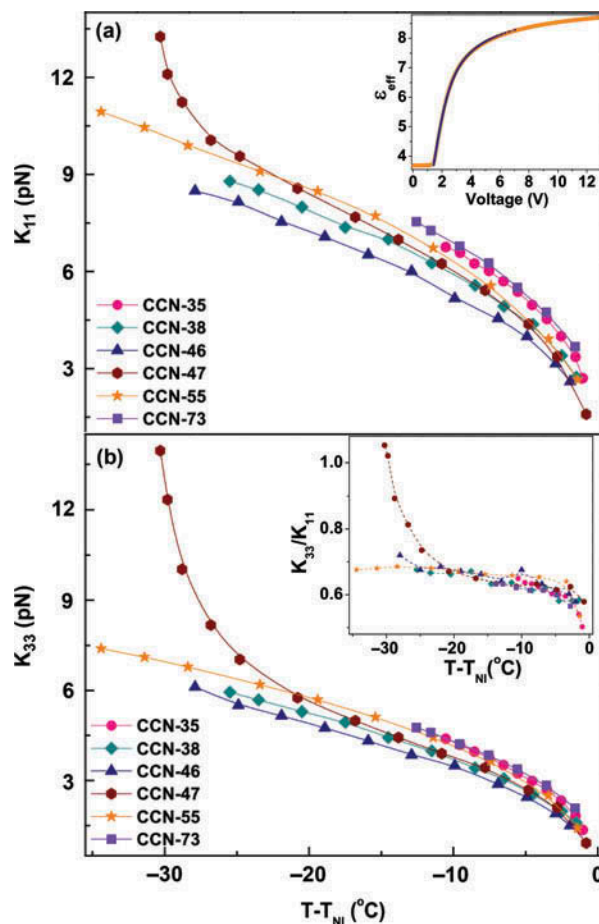 (a)
12
9
6
3
K11 (pN)
CCN-35
CCN-38
CCN-46
CCN-47
CCN-55
CCN-73
8
7
6
5
4
εeff
0 2 4 6 8 10 12
Voltage (V)
(b)
12
9
6
3
K33 (pN)
CCN-35
CCN-38
CCN-46
CCN-47
CCN-55
CCN-73
1.0
0.8
0.6
K33/K11
−30 −20 −10 0
T-TNI(°C)
−30 −20 −10 0
T-TNI (°C)